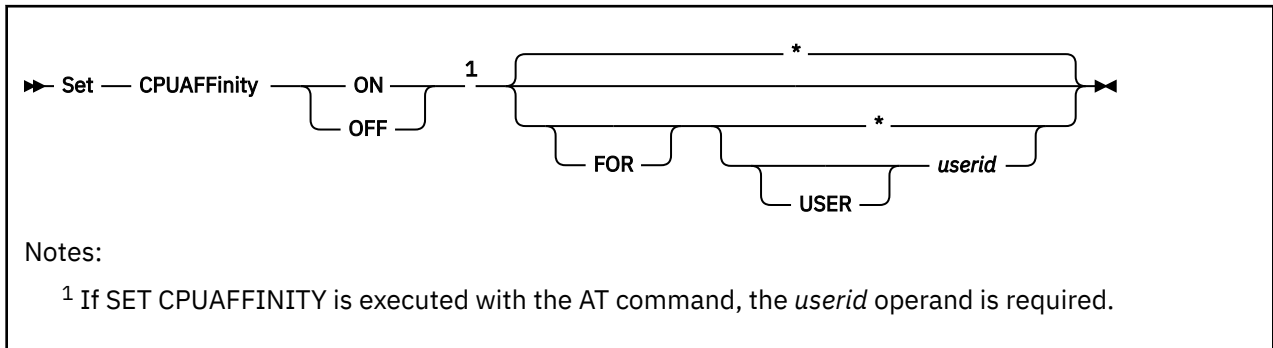 *
1
Set CPUAFFinity ON
OFF
*
FOR userid
USER
Notes:
1 If SET CPUAFFINITY is executed with the AT command, the userid operand is required.